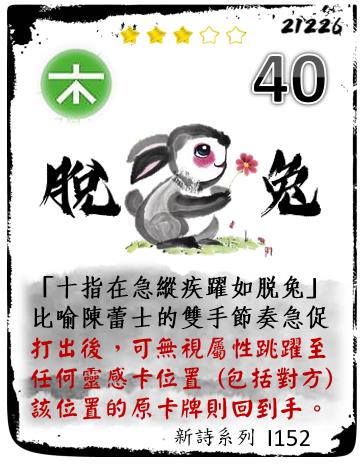 21226
木
40
脫 兔
「十指在急縱疾躍如脫兔」
比喻陳蕾士的雙手節奏急促
打出後，可無視屬性跳躍至
任何靈感卡位置 (包括對方)
該位置的原卡牌則回到手。
新詩系列 I152